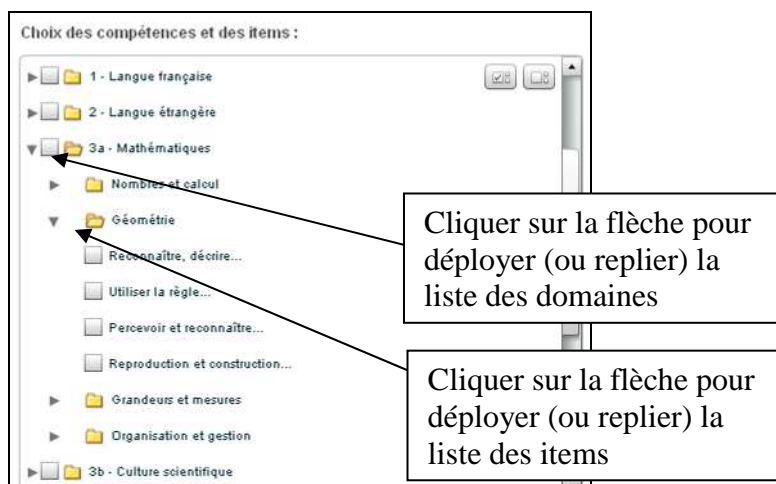 Choix des compétences et des items :
1 - Langue française
2 - Langue étrangère
3a - Mathématiques
Nombres et calcul
Géométrie
Reconnaître, décrire...
Utiliser la règle...
Percevoir et reconnaître...
Reproduction et construction...
Grandeurs et mesures
Organisation et gestion
3b - Culture scientifique
Cliquer sur la flèche pour
déployer (ou replier) la
liste des domaines
Cliquer sur la flèche pour
déployer (ou replier) la
liste des items